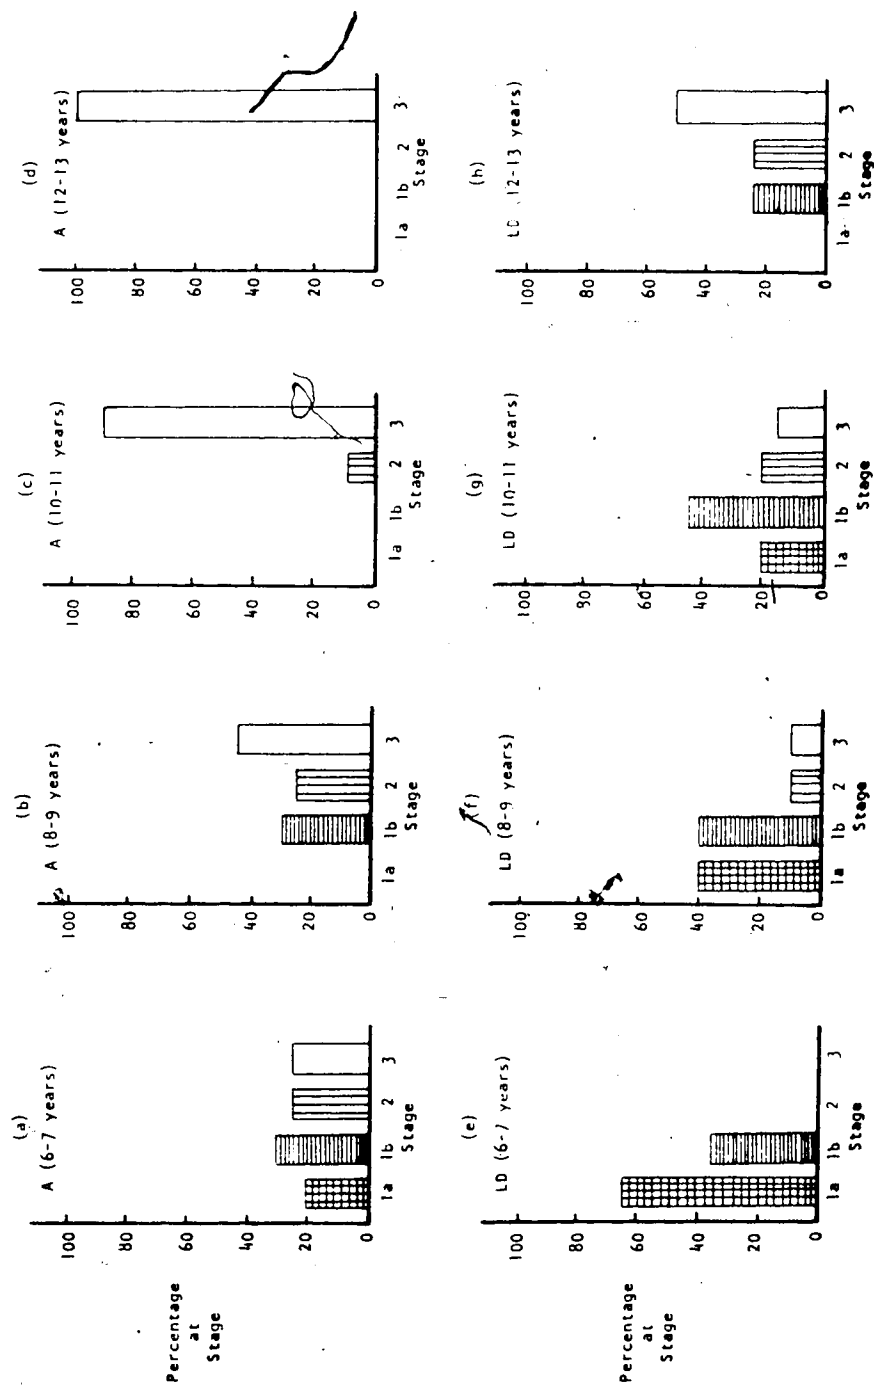 (a)
A (6-7 years)
100
80
60
40
20
0
1a 1b 2 3
Stage
Percentage
at
Stage
(b)
A (8-9 years)
100
80
60
40
20
0
1a 1b 2 3
Stage
(c)
A (10-11 years)
100
80
60
40
20
0
1a 1b 2 3
Stage
(d)
A (12-13 years)
100
80
60
40
20
0
1a 1b 2 3
Stage
(e)
LD (6-7 years)
100
80
60
40
20
0
1a 1b 2 3
Stage
Percentage
at
Stage
(f)
LD (8-9 years)
100
80
60
40
20
0
1a 1b 2 3
Stage
(g)
LD (10-11 years)
100
80
60
40
20
0
1a 1b 2 3
Stage
(h)
LD (12-13 years)
100
80
60
40
20
0
1a 1b 2 3
Stage